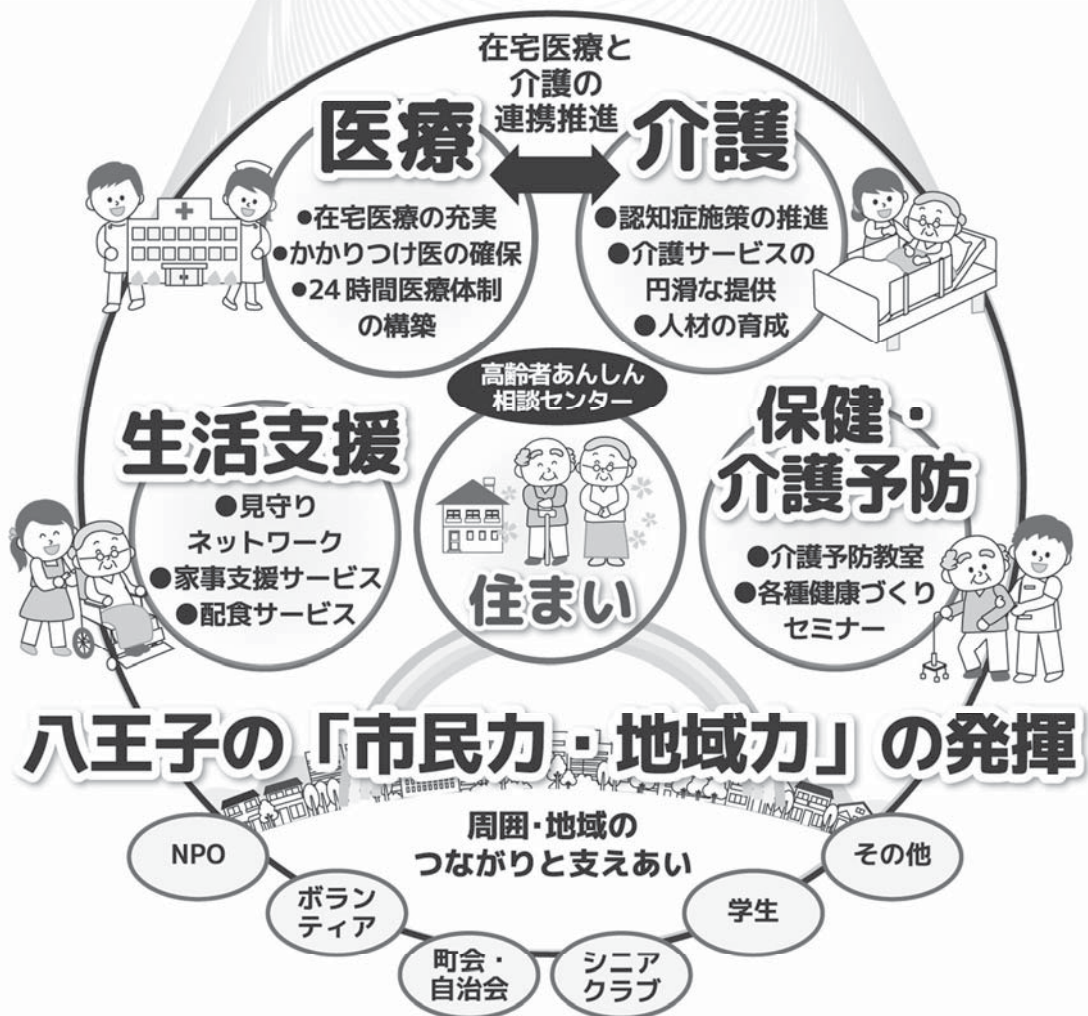 在宅医療と
介護の
連携推進
医療
●在宅医療の充実
●かかりつけ医の確保
●24時間医療体制
の構築
介護
●認知症施策の推進
●介護サービスの
円滑な提供
●人材の育成
高齢者あんしん
相談センター
生活支援
●見守り
ネットワーク
●家事支援サービス
●配食サービス
住まい
保健・
介護予防
●介護予防教室
●各種健康づくり
セミナー
八王子の「市民力・地域力」の発揮
周囲・地域の
つながりと支えあい
NPO
ボラン
ティア
町会・
自治会
シニア
クラブ
学生
その他